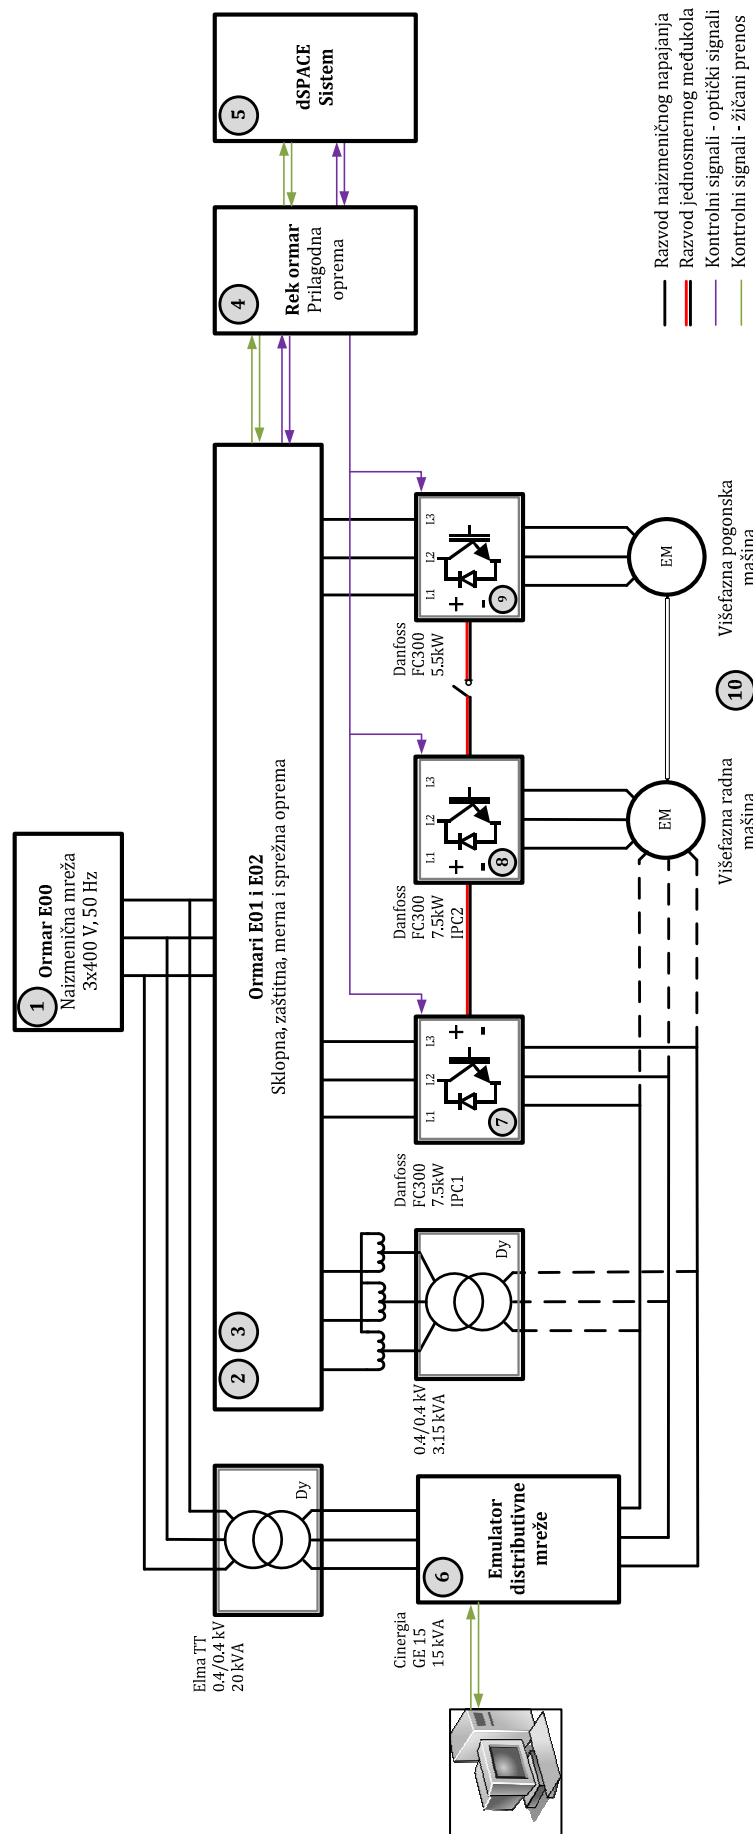 1
Ormar E00
Naizmenična mreža
3x400 V, 50 Hz
Elma TT
0.4/0.4 kV
20 kVA
Dy
2
3
Ormari E01 i E02
Sklopna, zaštitna, merna i sprežna oprema
4
Rek ormar
Prilagodna
oprema
5
dSPACE
Sistem
Cinergia
GE 15
15 kVA
6
Emulator
distributivne
mreže
0.4/0.4 kV
3.15 kVA
Dy
Danfoss
FC300
7.5kW
IPC1
L1
L2
L3
+
-
7
Danfoss
FC300
7.5kW
IPC2
L1
L2
L3
+
-
8
Danfoss
FC300
5.5kW
L1
L2
L3
+
-
9
EM
EM
Višefazna radna
mašina
10
Višefazna pogonska
mašina
Razvod naizmeničnog napajanja
Razvod jednosmernog međukola
Kontrolni signali - optički signali
Kontrolni signali - žičani prenos